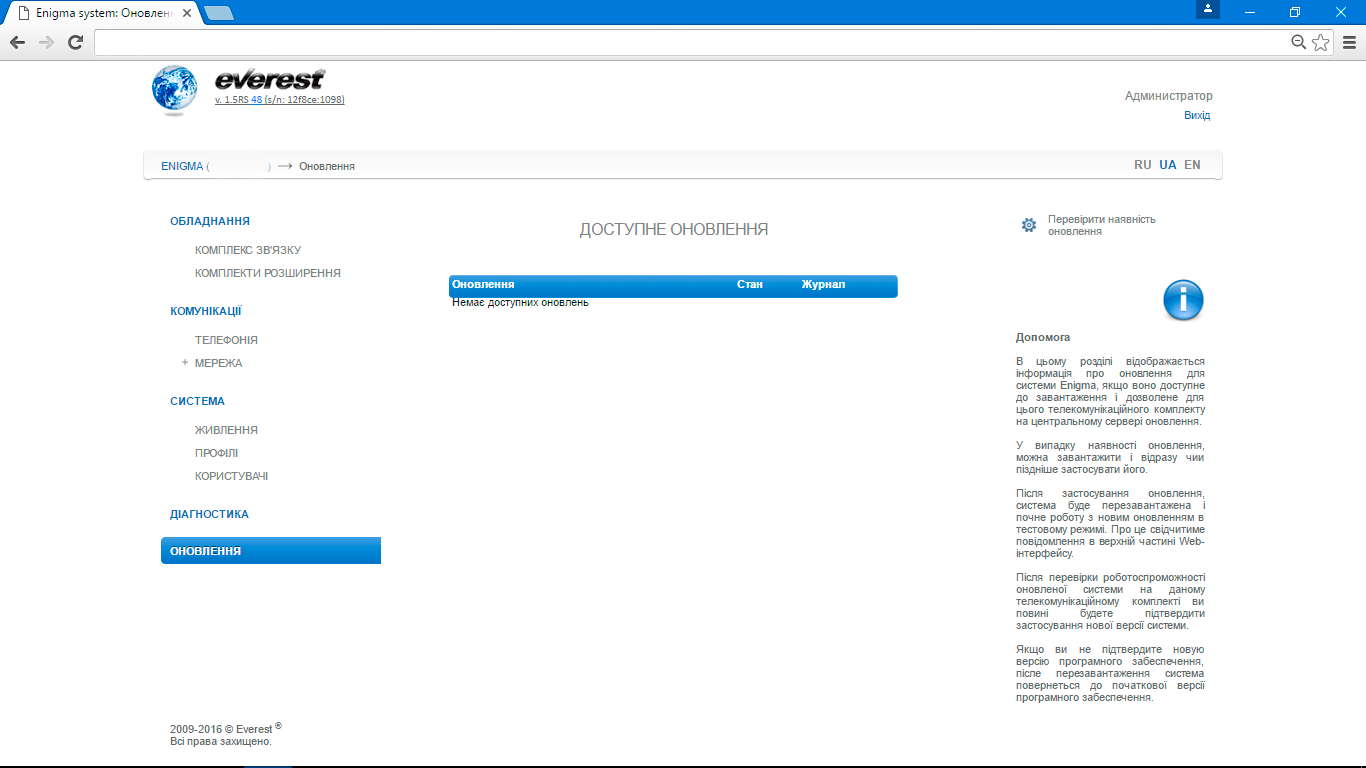 Enigma system: Оновлен
everest
v. 1.5RS 48 (s/n: 12f8ce:1098)
Администратор
Вихід
ENIGMA ( ) → Оновлення
RU UA EN
ОБЛАДНАННЯ
КОМПЛЕКС ЗВ'ЯЗКУ
КОМПЛЕКТИ РОЗШИРЕННЯ
КОМУНІКАЦІЇ
ТЕЛЕФОНІЯ
+ МЕРЕЖА
СИСТЕМА
ЖИВЛЕННЯ
ПРОФІЛІ
КОРИСТУВАЧІ
ДІАГНОСТИКА
ОНОВЛЕННЯ
ДОСТУПНЕ ОНОВЛЕННЯ
Оновлення Стан Журнал
Немає доступних оновлень
Перевірити наявність
оновлення
Допомога
В цьому розділі відображається
інформація про оновлення для
системи Enigma, якщо воно доступне
до завантаження і дозволене для
цього телекомунікаційного комплекту
на центральному сервері оновлення.
У випадку наявності оновлення,
можна завантажити і відразу чии
піздніше застосувати його.
Після застосування оновлення,
система буде перезавантажена і
почне роботу з новим оновленням в
тестовому режимі. Про це свідчитиме
повідомлення в верхній частині Web-
інтерфейсу.
Після перевірки роботоспроможності
оновленої системи на даному
телекомунікаційному комплекті ви
повині будете підтвердити
застосування нової версії системи.
Якщо ви не підтвердите новую
версію програмного забеспечення,
після перезавантаження система
повернеться до початкової версії
програмного забезпечення.
2009-2016 © Everest ®
Всі права захищено.